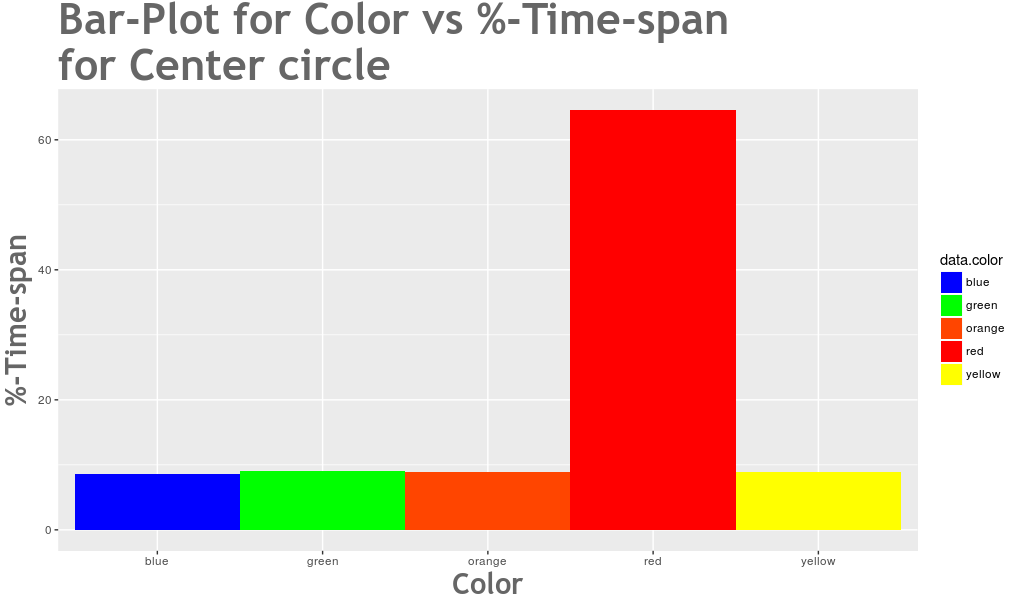 Bar-Plot for Color vs %-Time-span
for Center circle
%-Time-span
60
40
20
0
blue
green
orange
red
yellow
Color
data.color
blue
green
orange
red
yellow